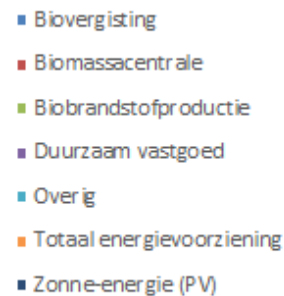 Biovergisting
Biomassacentrale
Biobrandstofproductie
Duurzaam vastgoed
Overig
Totaal energievoorziening
Zonne-energie (PV)